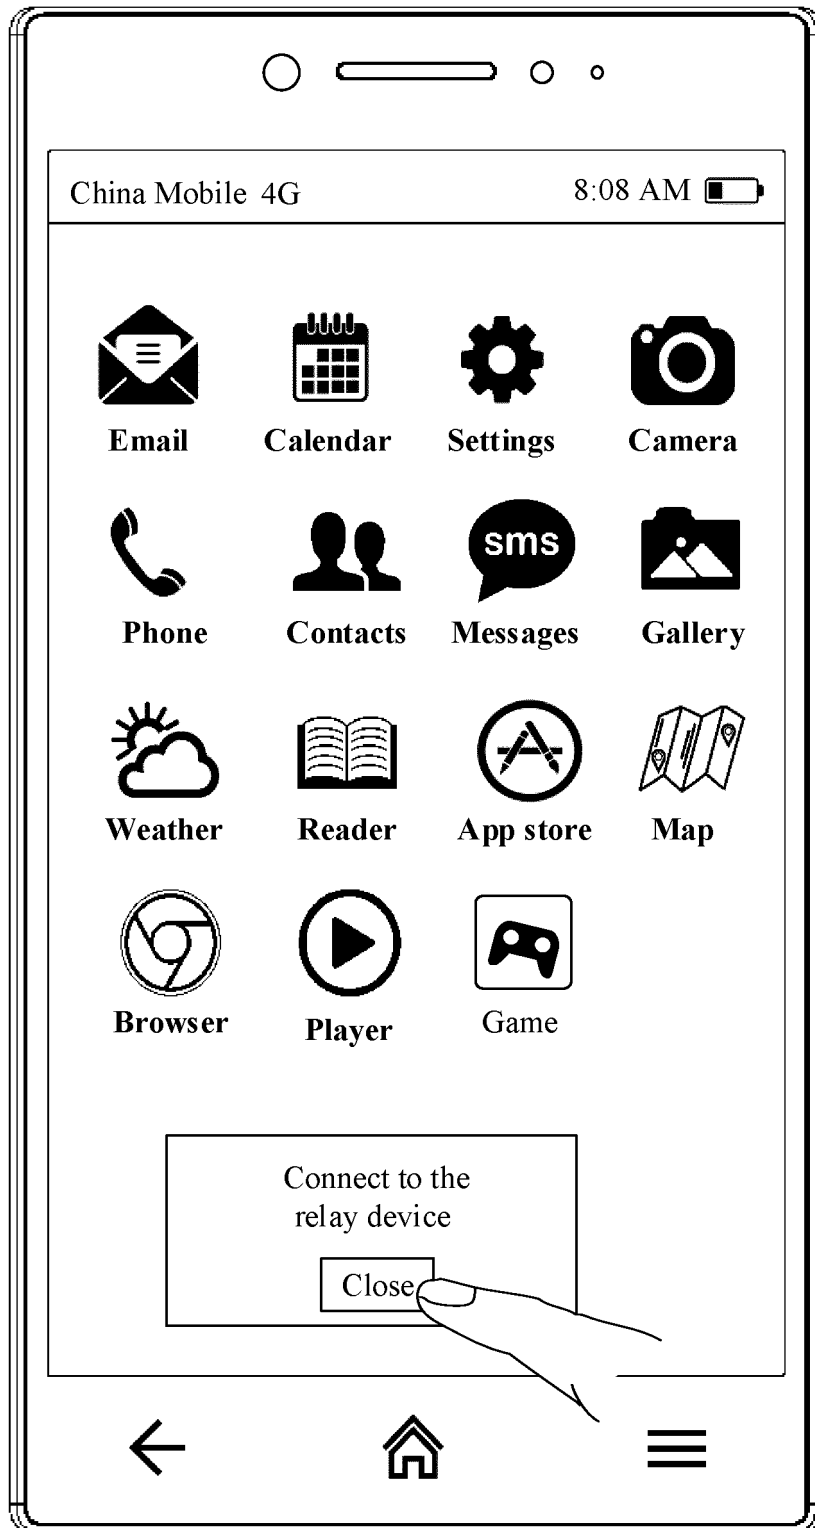 China Mobile 4G 8:08 AM
Email Calendar Settings Camera
sms
Phone Contacts Messages Gallery
Weather Reader App store Map
Browser Player Game
Connect to the
relay device
Close